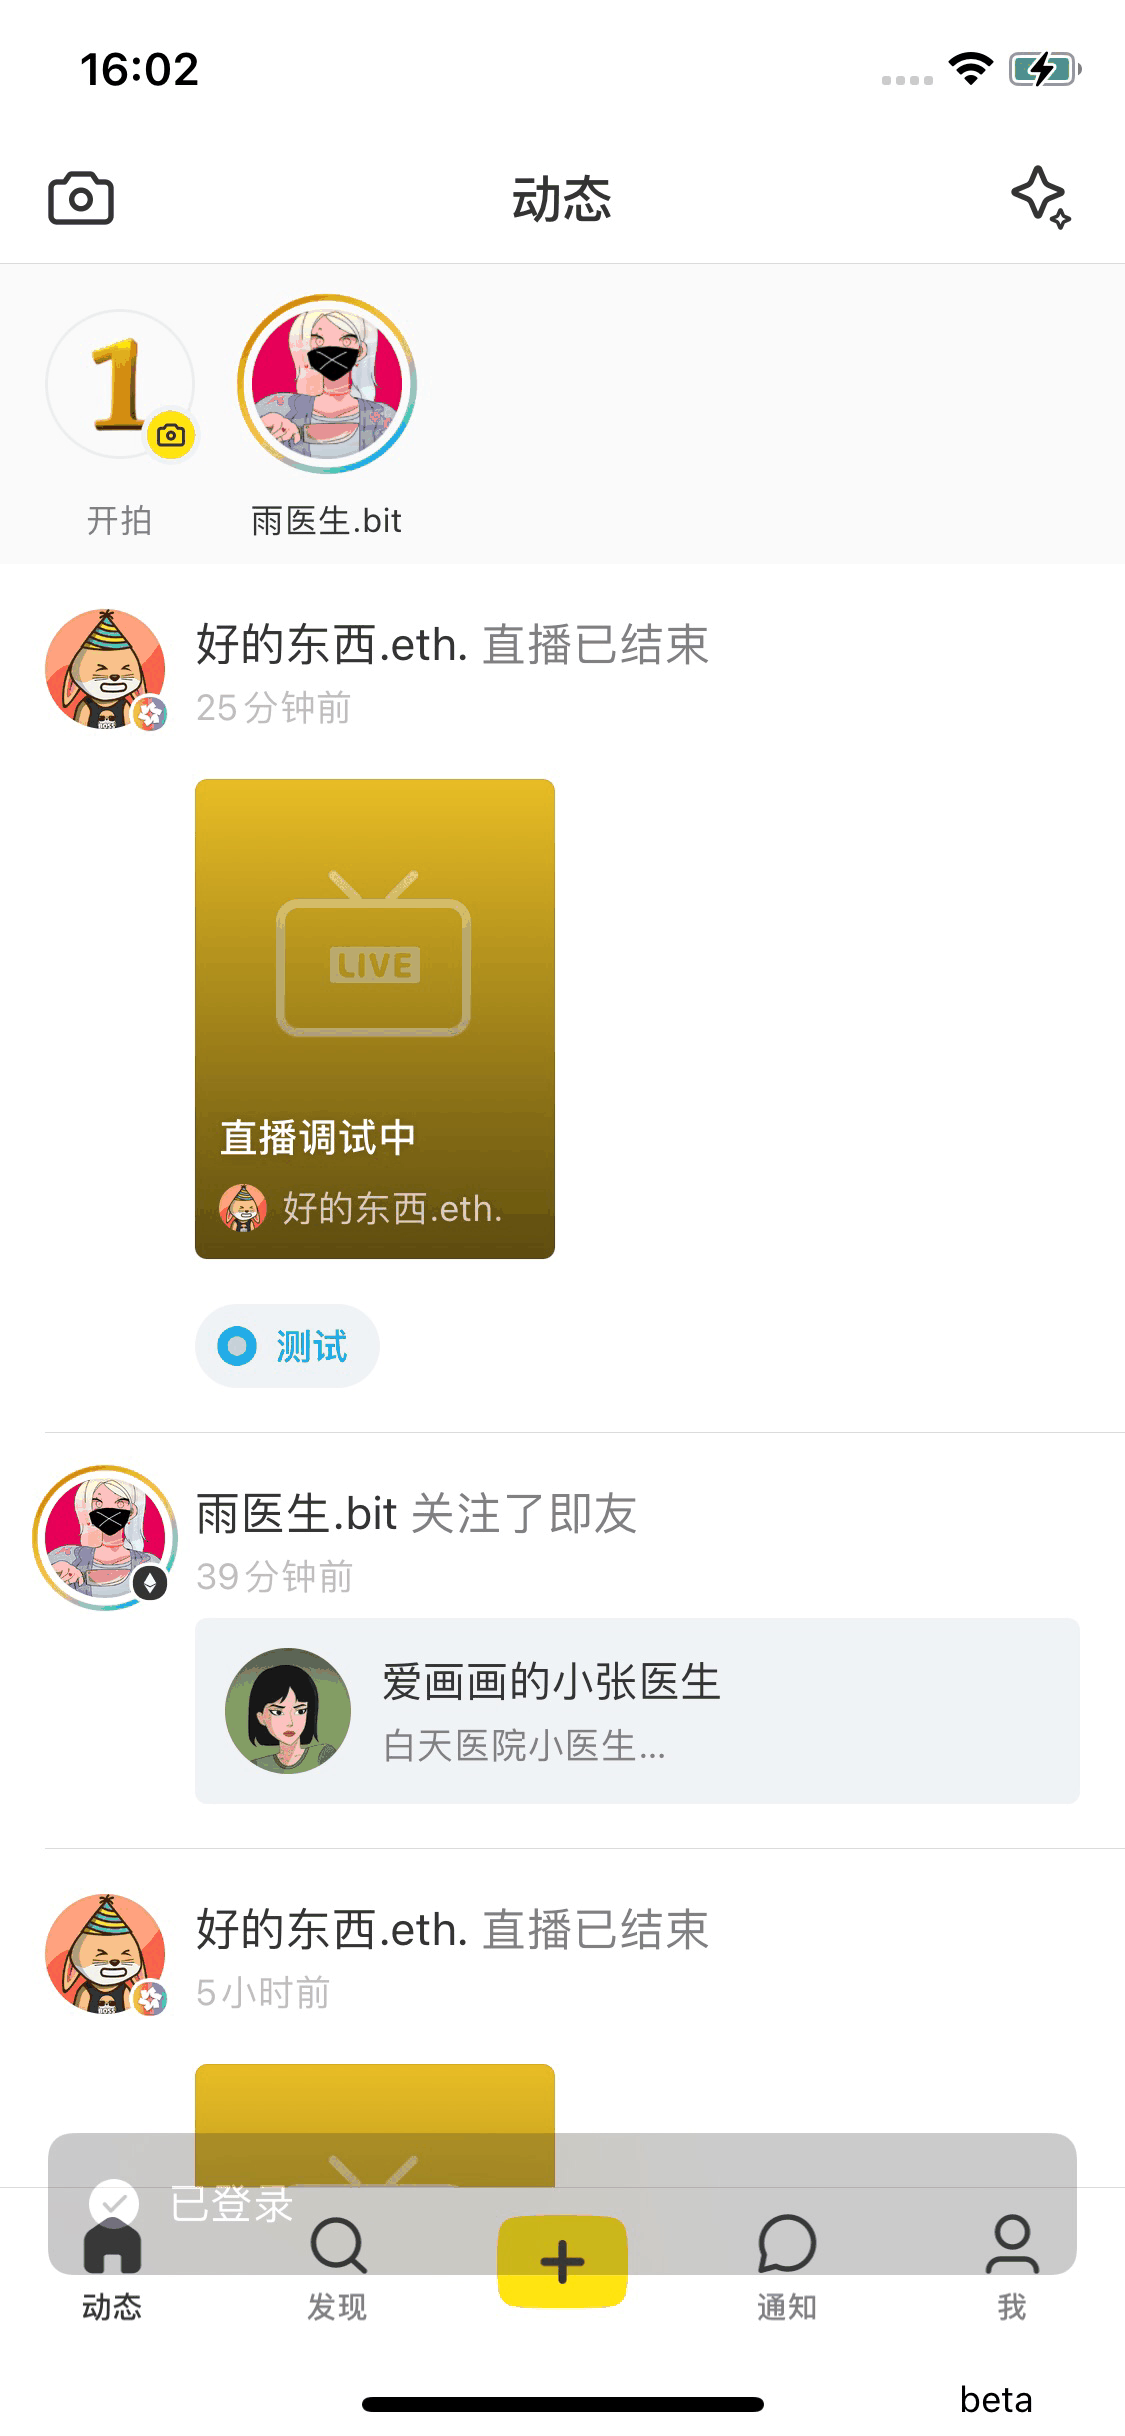 16:02
动态
1
开拍
雨医生.bit
好的东西.eth. 直播已结束
25分钟前
LIVE
直播调试中
好的东西.eth.
测试
雨医生.bit 关注了即友
39分钟前
爱画画的小张医生
白天医院小医生...
好的东西.eth. 直播已结束
5小时前
已登录
动态
发现
通知
我
beta